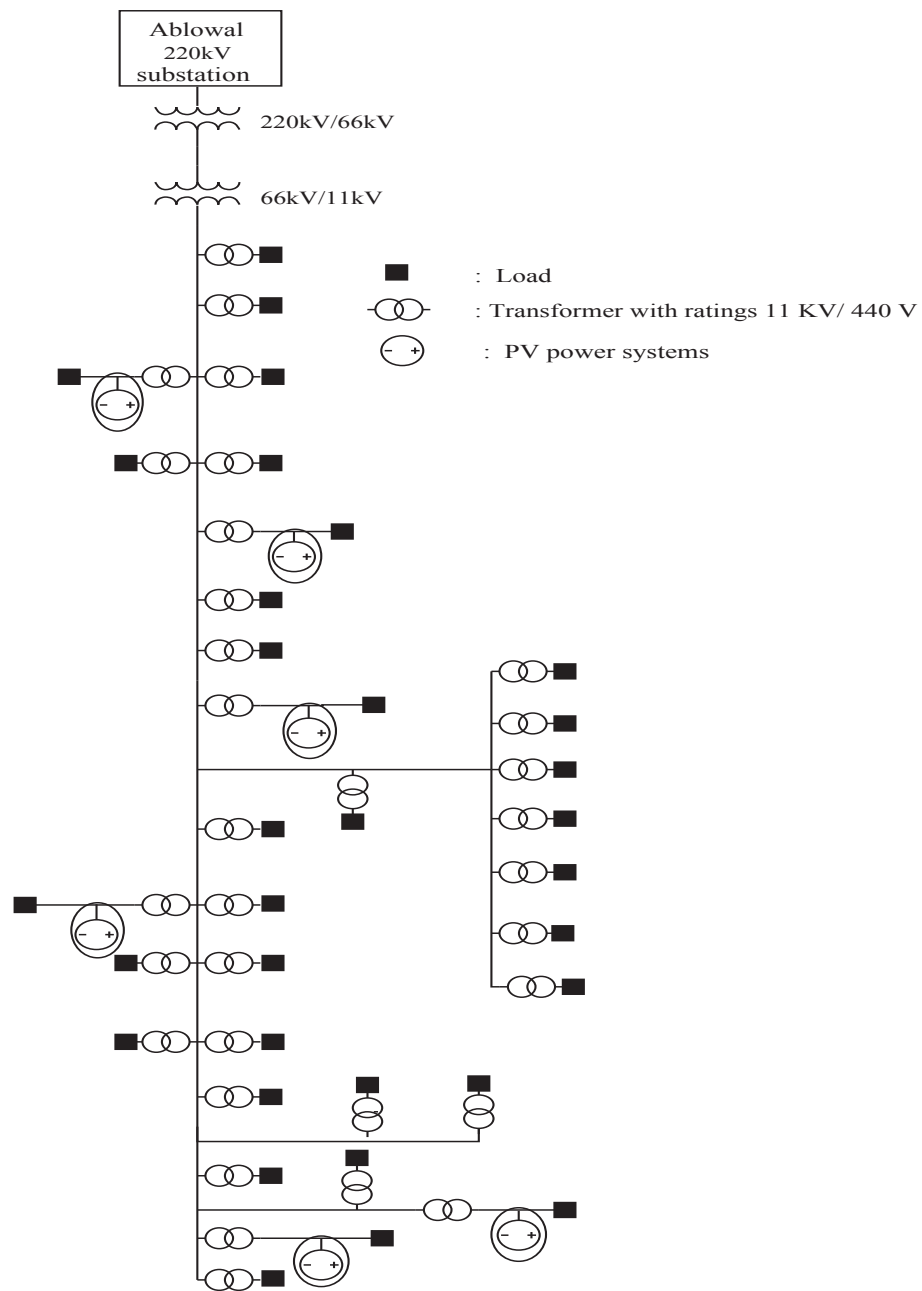 Ablowal
220kV
substation
220kV/66kV
66kV/11kV
: Load
: Transformer with ratings 11 KV/ 440 V
: PV power systems